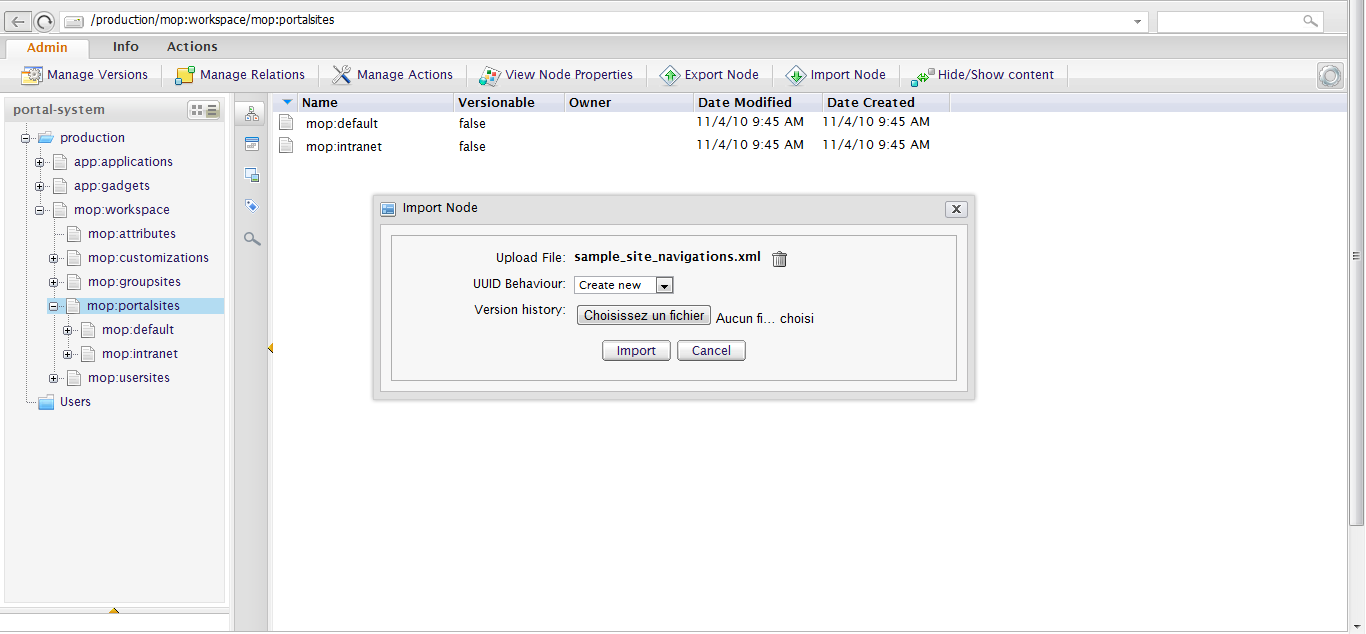 /production/mop:workspace/mop:portalsites
Admin Info Actions
Manage Versions Manage Relations Manage Actions View Node Properties Export Node Import Node Hide/Show content
portal-system
production
app:applications
app:gadgets
mop:workspace
mop:attributes
mop:customizations
mop:groupsites
mop:portalsites
mop:default
mop:intranet
mop:usersites
Users
Name Versionable Owner Date Modified Date Created
mop:default false 11/4/10 9:45 AM 11/4/10 9:45 AM
mop:intranet false 11/4/10 9:45 AM 11/4/10 9:45 AM
Import Node
Upload File: sample_site_navigations.xml
UUID Behaviour: Create new
Version history: Choisissez un fichier Aucun fi... choisi
Import Cancel